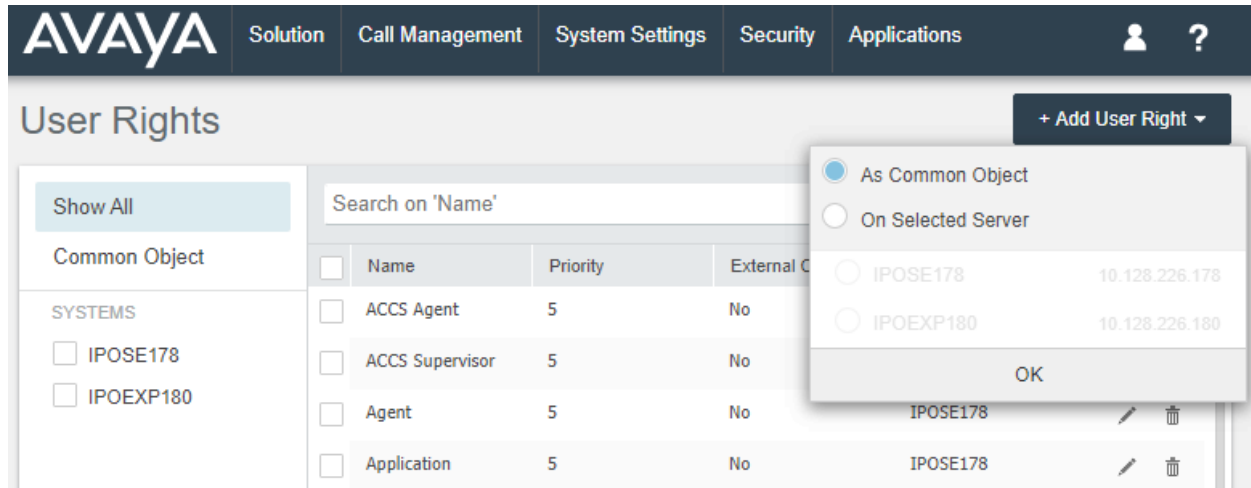 AVAYA Solution Call Management System Settings Security Applications ?
User Rights
+ Add User Right
As Common Object
On Selected Server
IPOSE178 10.128.226.178
IPOEXP180 10.128.226.180
OK
Show All
Common Object
SYSTEMS
IPOSE178
IPOEXP180
Search on 'Name'
Name Priority External
ACCS Agent 5 No
ACCS Supervisor 5 No
Agent 5 No IPOSE178
Application 5 No IPOSE178